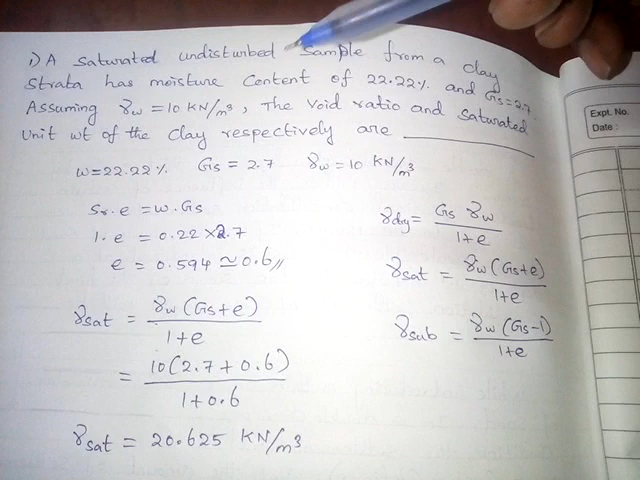 1) A Saturated undisturbed Sample from a clay
Strata has moisture Content of 22.22% and Gs=2.7.
Assuming γw = 10 KN/m³, The Void ratio and Saturated
Unit wt of the clay respectively are ____________
w=22.22% Gs = 2.7 γw = 10 KN/m³
Sr. e = w.Gs
1. e = 0.22 x 2.7
e = 0.594 ≃ 0.6//
γsat = γw (Gs+e) / 1+e
= 10(2.7+0.6) / 1+0.6
γsat = 20.625 KN/m³
γdry = Gs γw / 1+e
γsat = γw (Gs+e) / 1+e
γsub = γw (Gs-1) / 1+e
Expt. No.
Date :